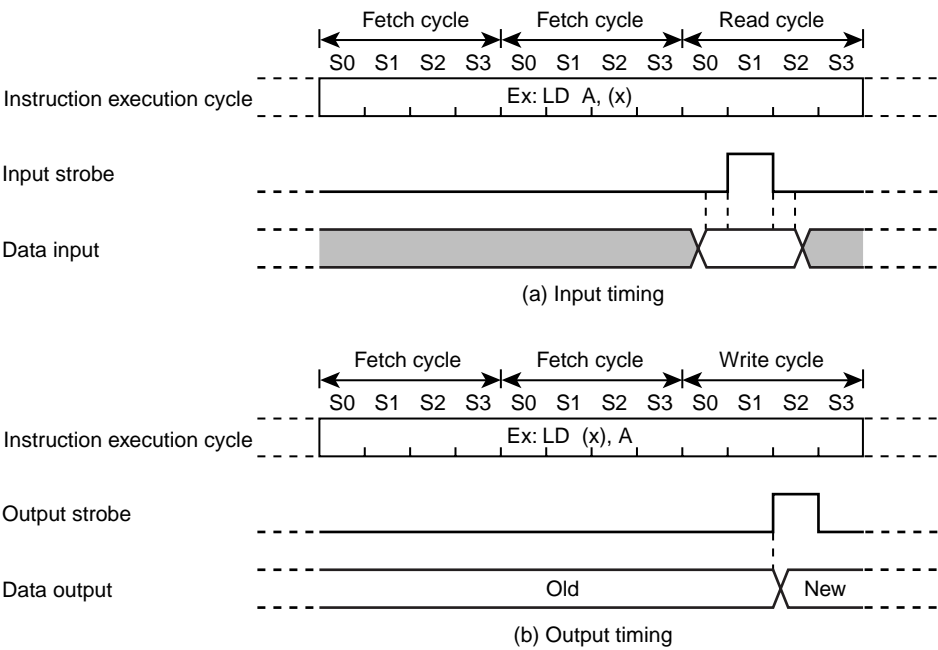 Fetch cycle Fetch cycle Read cycle
S0 S1 S2 S3 S0 S1 S2 S3 S0 S1 S2 S3
Instruction execution cycle Ex: LD A, (x)
Input strobe
Data input
(a) Input timing
Fetch cycle Fetch cycle Write cycle
S0 S1 S2 S3 S0 S1 S2 S3 S0 S1 S2 S3
Instruction execution cycle Ex: LD (x), A
Output strobe
Data output Old New
(b) Output timing